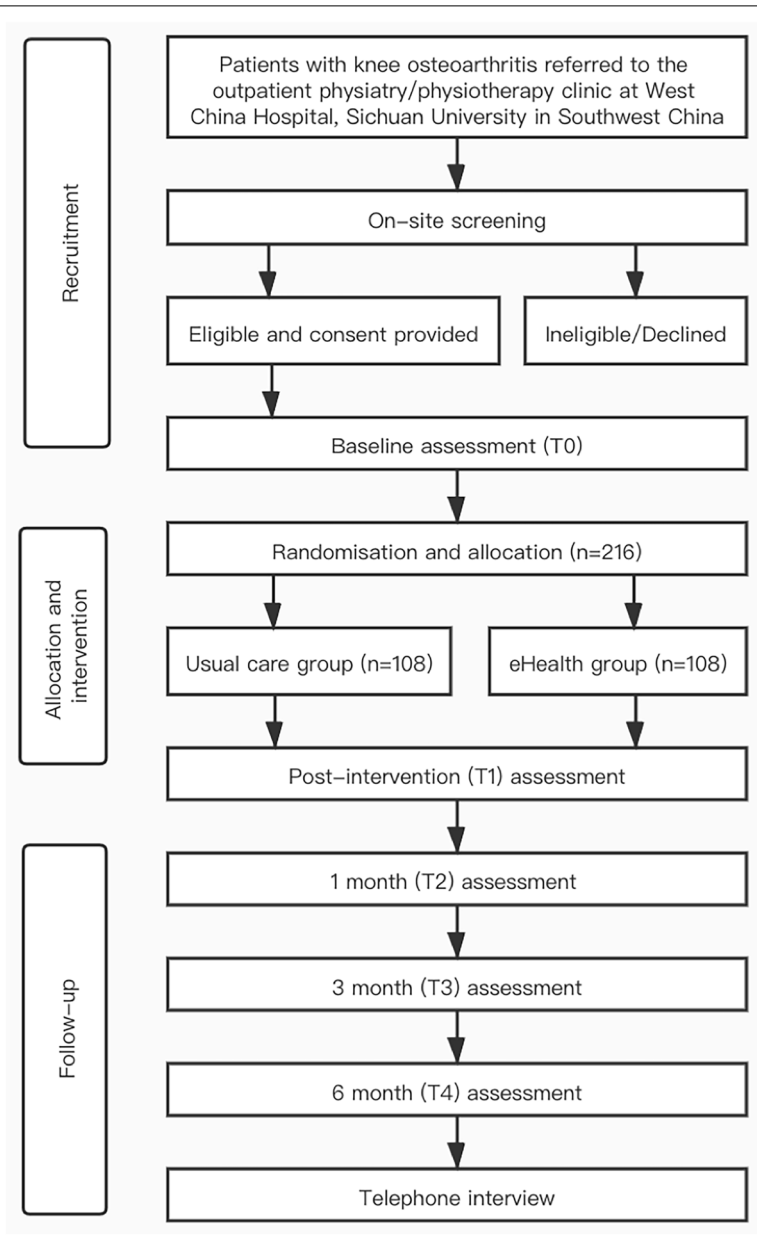 Recruitment
Patients with knee osteoarthritis referred to the
outpatient physiatry/physiotherapy clinic at West
China Hospital, Sichuan University in Southwest China
On-site screening
Eligible and consent provided
Ineligible/Declined
Baseline assessment (T0)
Allocation and
intervention
Randomisation and allocation (n=216)
Usual care group (n=108)
eHealth group (n=108)
Post-intervention (T1) assessment
Follow-up
1 month (T2) assessment
3 month (T3) assessment
6 month (T4) assessment
Telephone interview